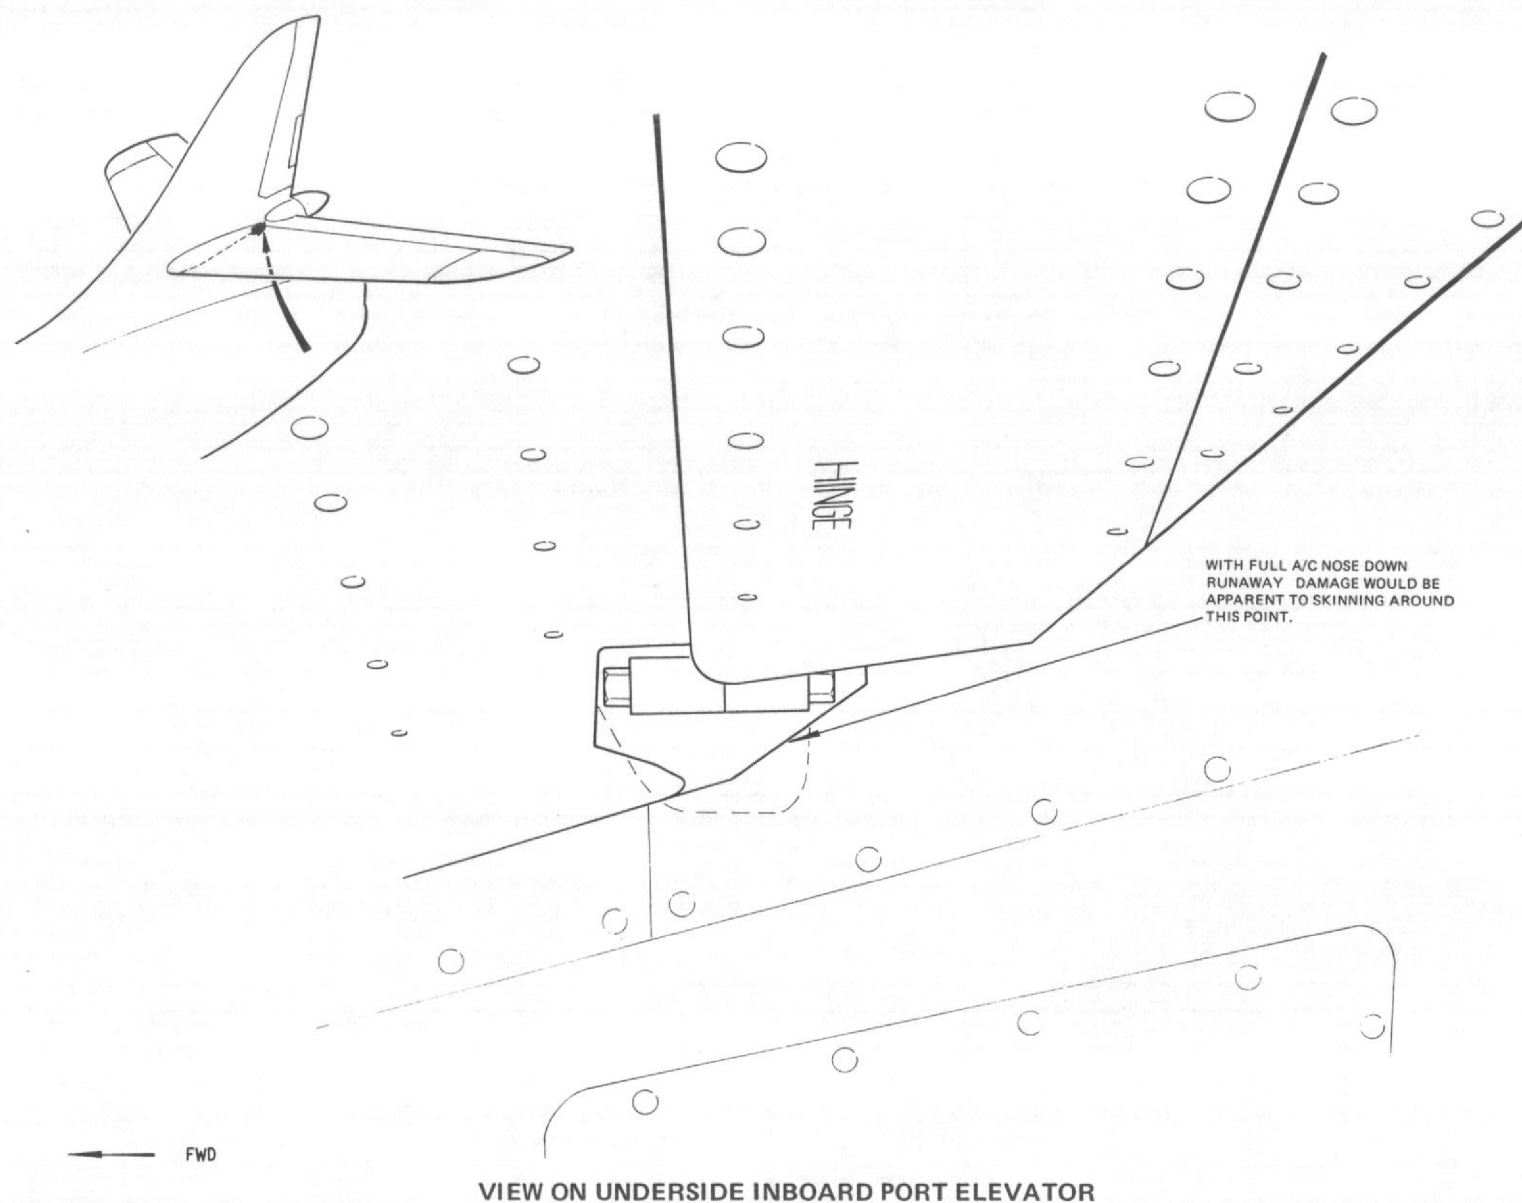 HINGE
WITH FULL A/C NOSE DOWN
RUNAWAY DAMAGE WOULD BE
APPARENT TO SKINNING AROUND
THIS POINT.
FWD
VIEW ON UNDERSIDE INBOARD PORT ELEVATOR